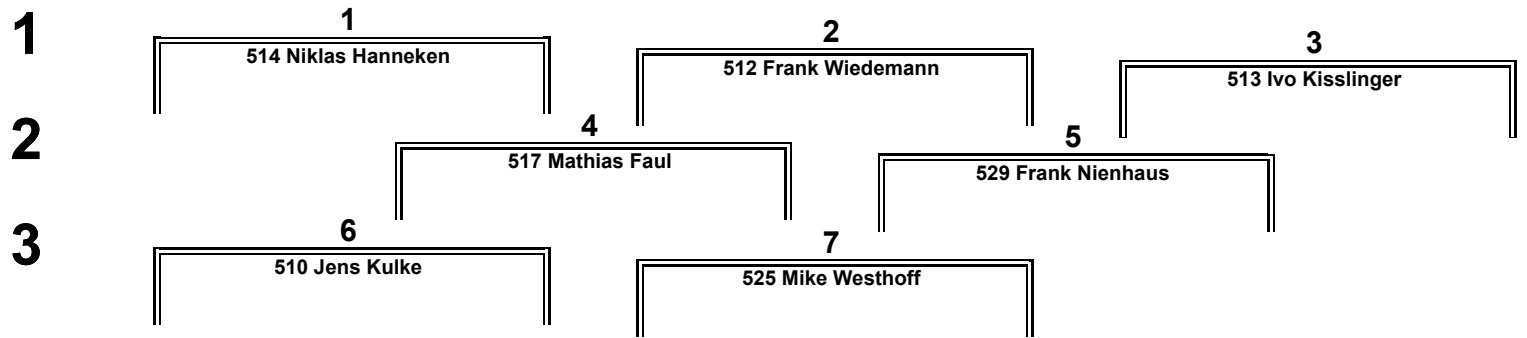 1
1
514 Niklas Hanneken
2
512 Frank Wiedemann
3
513 Ivo Kisslinger
2
4
517 Mathias Faul
5
529 Frank Nienhaus
3
6
510 Jens Kulke
7
525 Mike Westhoff